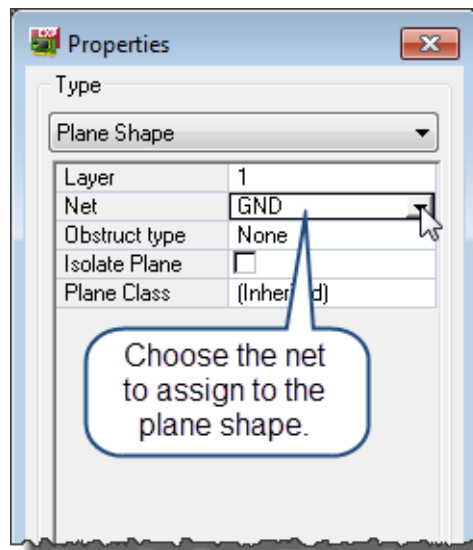 Properties
Type
Plane Shape
Layer 1
Net GND
Obstruct type None
Isolate Plane
Plane Class (Inherited)
Choose the net
to assign to the
plane shape.